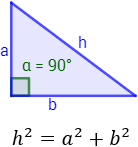 a
h
α = 90°
b
h² = a² + b²